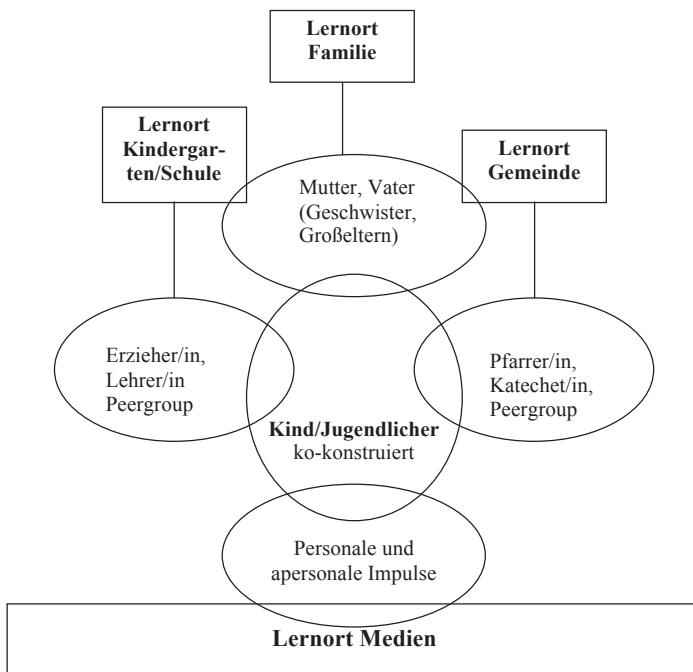 Lernort
Familie
Lernort
Kindergar-
ten/Schule
Lernort
Gemeinde
Mutter, Vater
(Geschwister,
Großeltern)
Erzieher/in,
Lehrer/in
Peergroup
Pfarrer/in,
Katechet/in,
Peergroup
Kind/Jugendlicher
ko-konstruiert
Personale und
apersonale Impulse
Lernort Medien